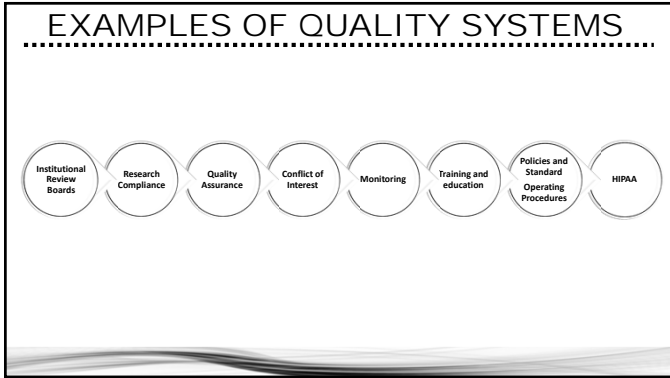 EXAMPLES OF QUALITY SYSTEMS
Institutional
Review
Boards
Research
Compliance
Quality
Assurance
Conflict of
Interest
Monitoring
Training and
education
Policies and
Standard
Operating
Procedures
HIPAA